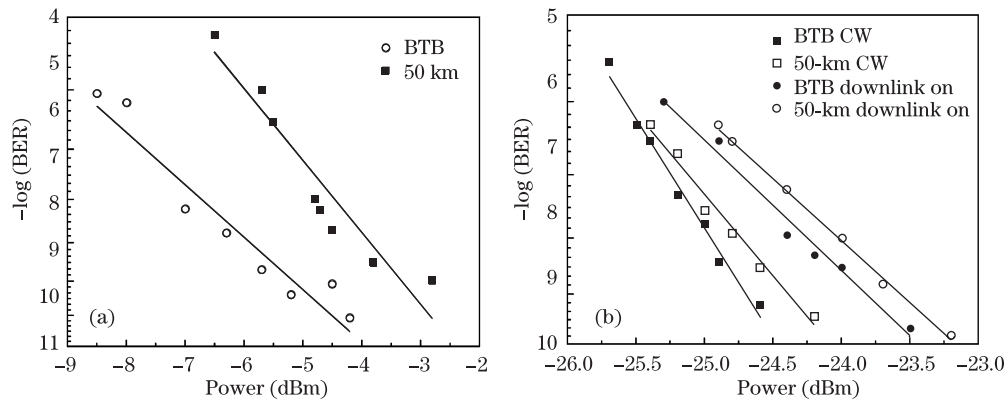 4
5
6
7
8
9
10
11
−log (BER)
BTB
50 km
(a)
−9 −8 −7 −6 −5 −4 −3 −2
Power (dBm)
5
6
7
8
9
10
−log (BER)
BTB CW
50-km CW
BTB downlink on
50-km downlink on
(b)
−26.0 −25.5 −25.0 −24.5 −24.0 −23.5 −23.0
Power (dBm)